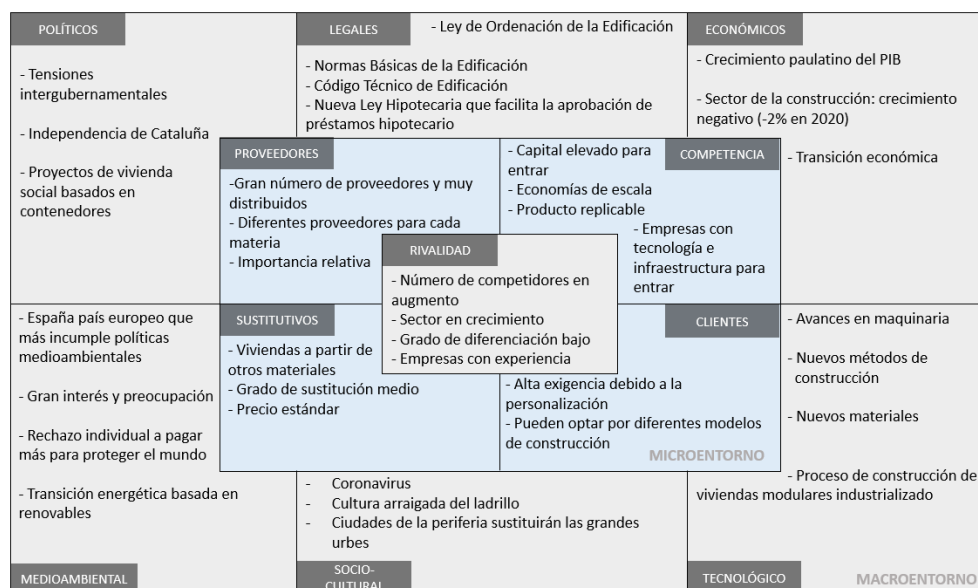 POLÍTICOS
- Tensiones
intergubernamentales
- Independencia de Cataluña
- Proyectos de vivienda
social basados en
contenedores
LEGALES
- Ley de Ordenación de la Edificación
- Normas Básicas de la Edificación
- Código Técnico de Edificación
- Nueva Ley Hipotecaria que facilita la aprobación de
préstamos hipotecario
ECONÓMICOS
- Crecimiento paulatino del PIB
- Sector de la construcción: crecimiento
negativo (-2% en 2020)
- Transición económica
PROVEEDORES
-Gran número de proveedores y muy
distribuidos
- Diferentes proveedores para cada
materia
- Importancia relativa
COMPETENCIA
- Capital elevado para
entrar
- Economías de escala
- Producto replicable
- Empresas con
tecnología e
infraestructura para
entrar
RIVALIDAD
- Número de competidores en
augmento
- Sector en crecimiento
- Grado de diferenciación bajo
- Empresas con experiencia
SUSTITUTIVOS
- Viviendas a partir de
otros materiales
- Grado de sustitución medio
- Precio estándar
CLIENTES
- Alta exigencia debido a la
personalización
- Pueden optar por diferentes modelos
de construcción
MICROENTORNO
- España país europeo que
más incumple políticas
medioambientales
- Gran interés y preocupación
- Rechazo individual a pagar
más para proteger el mundo
- Transición energética basada en
renovables
MEDIOAMBIENTAL
- Coronavirus
- Cultura arraigada del ladrillo
- Ciudades de la periferia sustituirán las grandes
urbes
SOCIO-
CULTURAL
- Avances en maquinaria
- Nuevos métodos de
construcción
- Nuevos materiales
- Proceso de construcción de
viviendas modulares industrializado
TECNOLÓGICO
MACROENTORNO